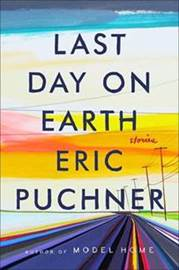 LAST
DAY ON
EARTH
stories
ERIC
PUCHNER
AUTHOR OF MODEL HOME